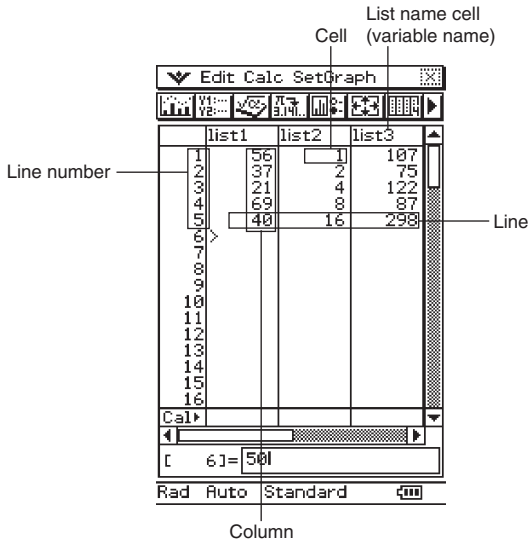 List name cell
Cell (variable name)
Edit Calc SetGraph
list1 list2 list3
1 56 1 107
2 37 2 75
Line number
3 21 4 122
4 69 8 87
5 40 16 298
Line
6
7
8
9
10
11
12
13
14
15
16
Cal
[ 6]= 50
Rad Auto Standard
Column